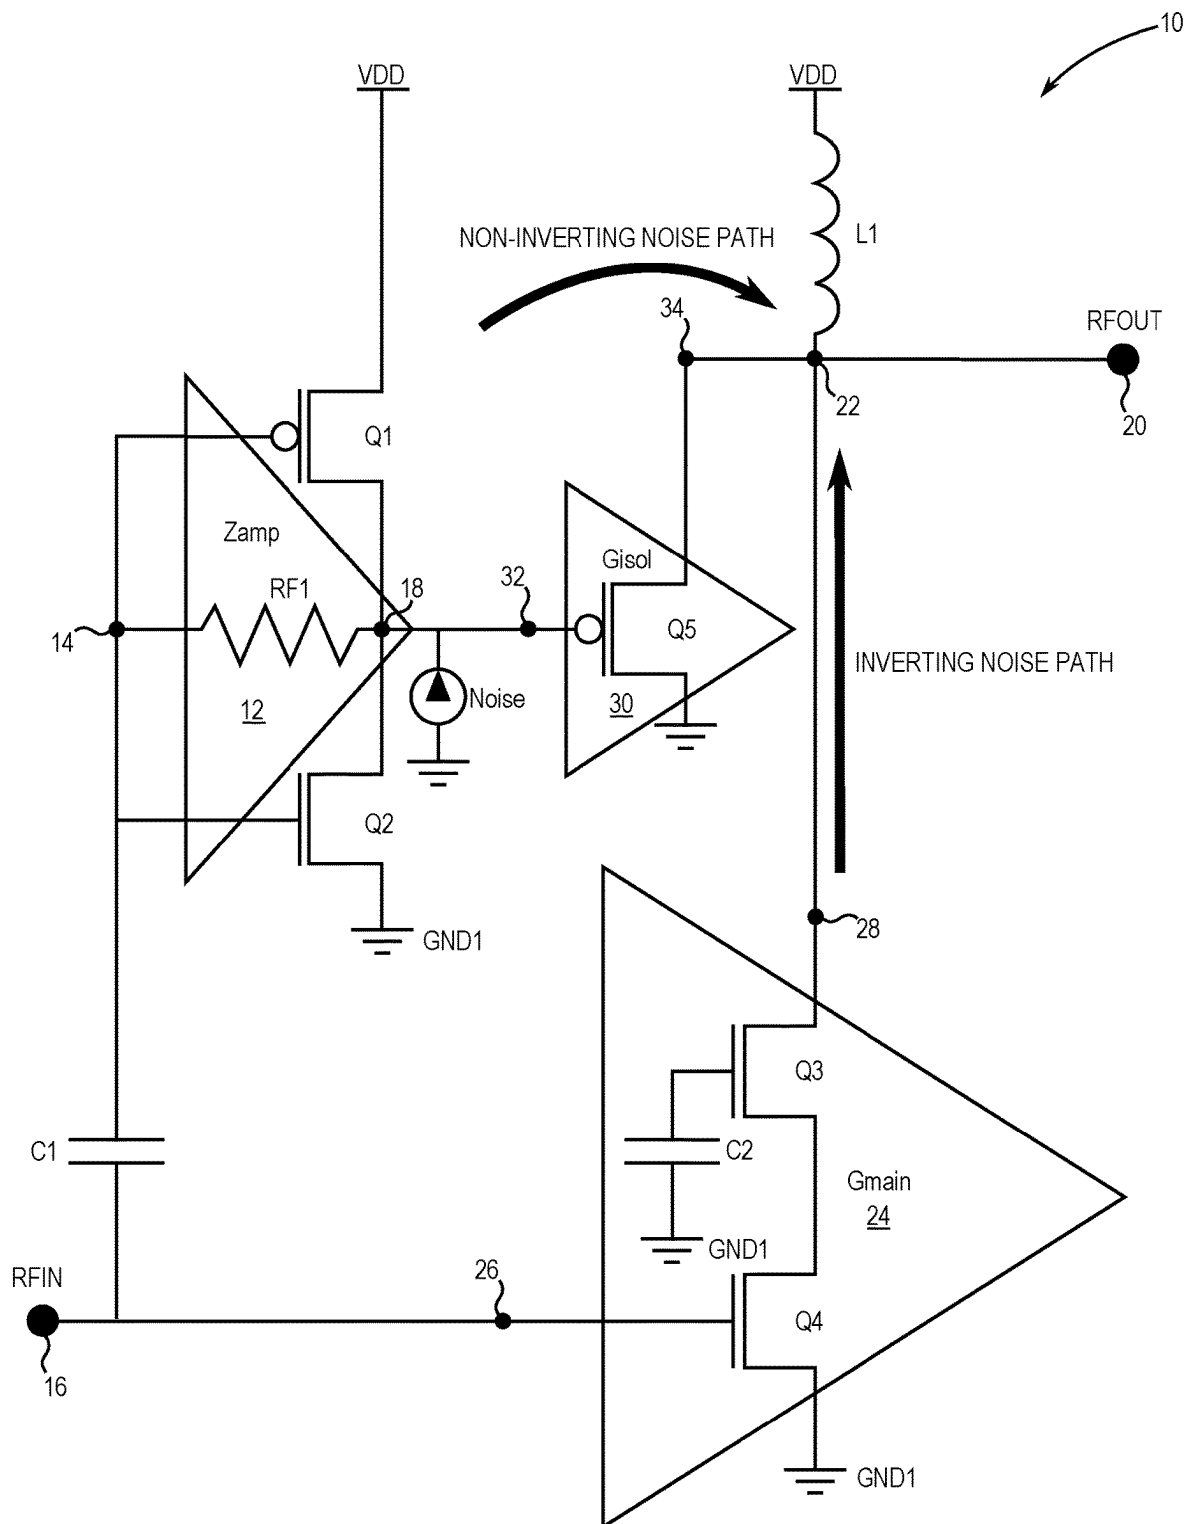 10
VDD
VDD
L1
NON-INVERTING NOISE PATH
34
RFOUT
22
20
Q1
Zamp
Gisol
RF1
18
32
Q5
14
INVERTING NOISE PATH
12
Noise
30
Q2
28
GND1
Q3
C1
C2
Gmain
24
GND1
RFIN
26
Q4
16
GND1